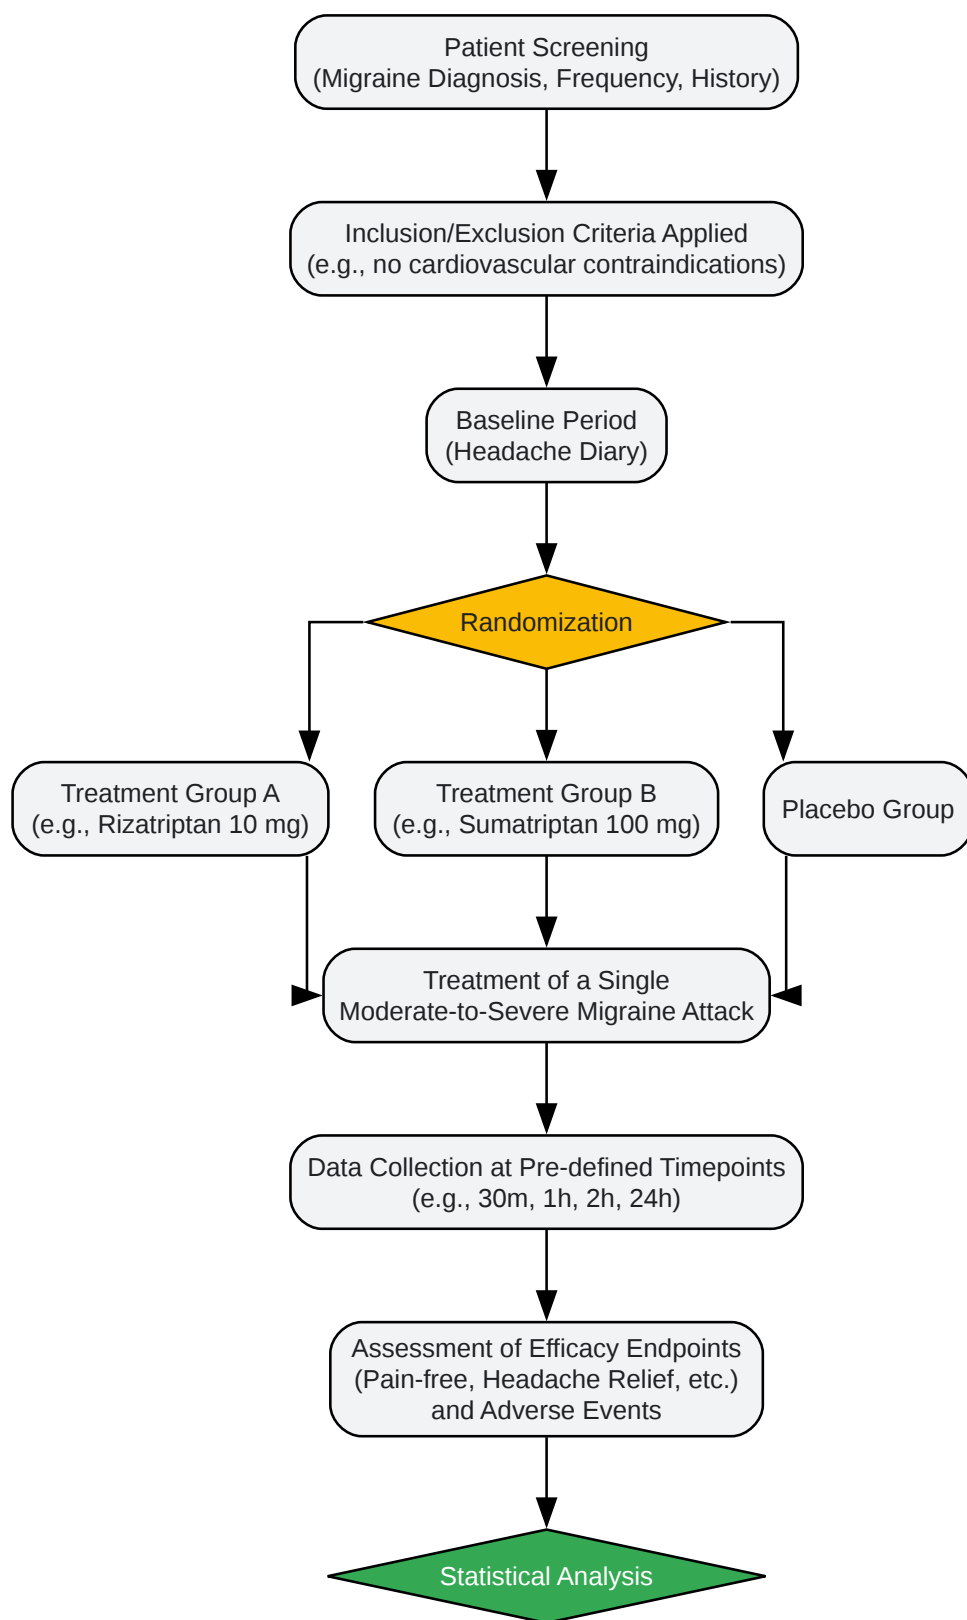 Patient Screening
(Migraine Diagnosis, Frequency, History)
Inclusion/Exclusion Criteria Applied
(e.g., no cardiovascular contraindications)
Baseline Period
(Headache Diary)
Randomization
Treatment Group A
(e.g., Rizatriptan 10 mg)
Treatment Group B
(e.g., Sumatriptan 100 mg)
Placebo Group
Treatment of a Single
Moderate-to-Severe Migraine Attack
Data Collection at Pre-defined Timepoints
(e.g., 30m, 1h, 2h, 24h)
Assessment of Efficacy Endpoints
(Pain-free, Headache Relief, etc.)
and Adverse Events
Statistical Analysis